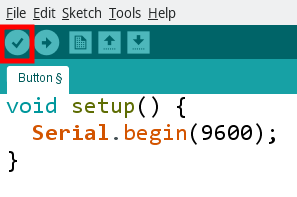 File Edit Sketch Tools Help
Button §
void setup() {
  Serial.begin(9600);
}